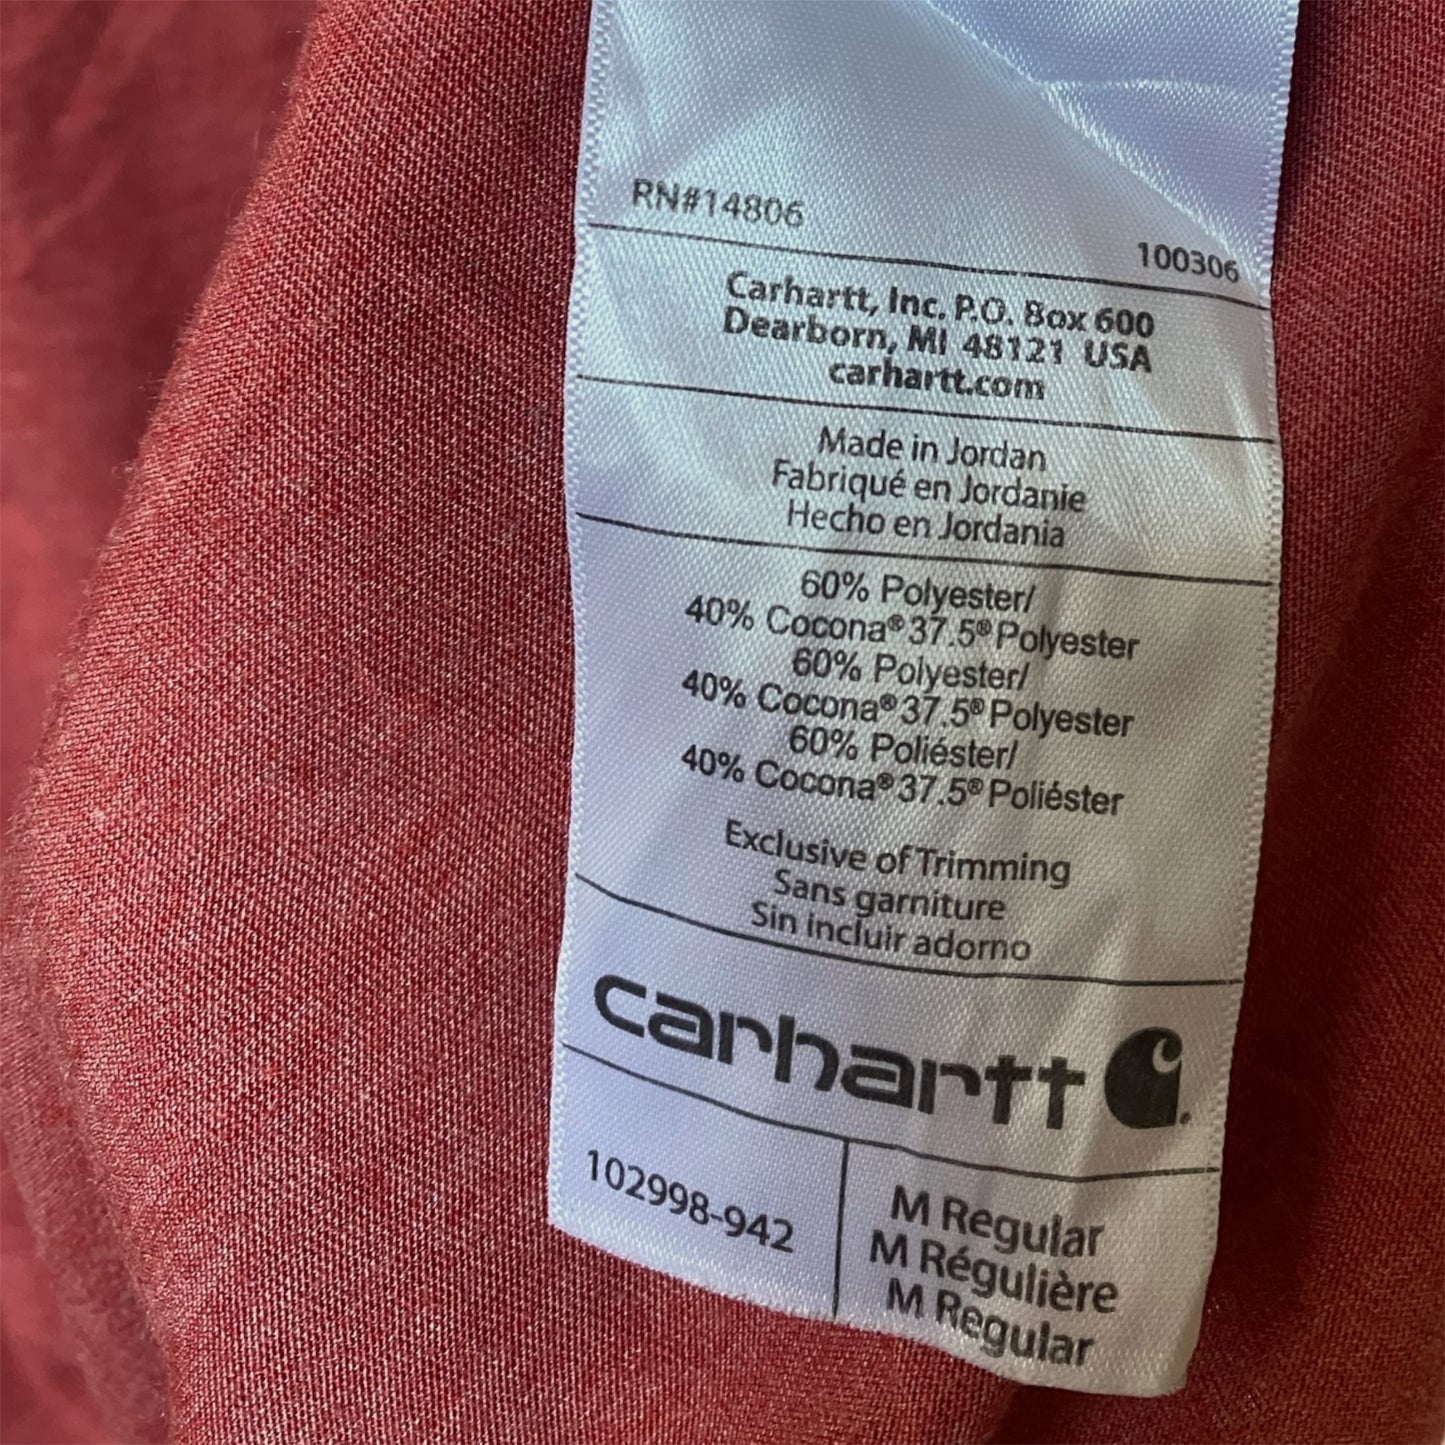 RN#14806
100306
Carhartt, Inc. P.O. Box 600
Dearborn, MI 48121 USA
carhartt.com
Made in Jordan
Fabriqué en Jordanie
Hecho en Jordania
60% Polyester/
40% Cocona® 37.5® Polyester
60% Polyester/
40% Cocona® 37.5® Polyester
60% Poliéster/
40% Cocona® 37.5® Poliéster
Exclusive of Trimming
Sans garniture
Sin incluir adorno
carhartt
102998-942
M Regular
M Régulière
M Regular